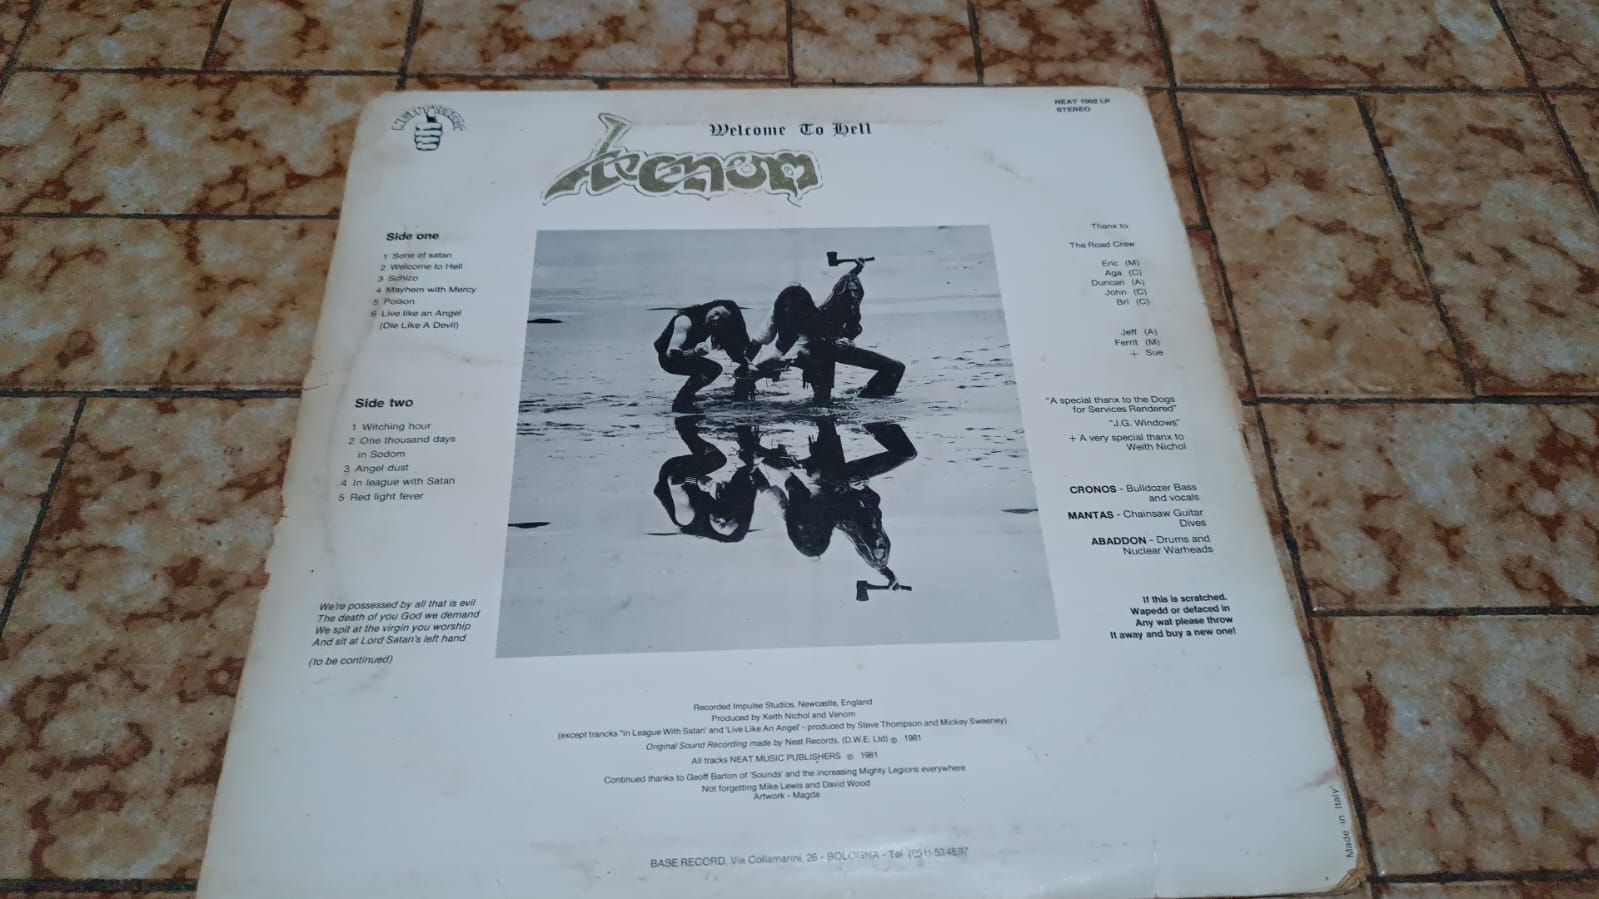 NEAT RECORDS
Welcome To Hell
HEAT 1002 LP
STEREO
Venom
Side one
1 Sons of satan
2 Welcome to Hell
3 Schizo
4 Mayhem with Mercy
5 Poison
6 Live like an Angel
(Die Like A Devil)
Side two
1 Witching hour
2 One thousand days
in Sodom
3 Angel dust
4 In league with Satan
5 Red light fever
We're possessed by all that is evil
The death of you God we demand
We spit at the virgin you worship
And sit at Lord Satan's left hand
(to be continued)
Thanx to:
The Road Crew
Eric (M)
Aga (C)
Duncan (A)
John (C)
Bri (C)
Jeff (A)
Ferrit (M)
+ Sue
"A special thanx to the Dogs
for Services Rendered"
"J.G. Windows"
+ A very special thanx to
Weith Nichol
CRONOS - Bulldozer Bass
and vocals
MANTAS - Chainsaw Guitar
Dives
ABADDON - Drums and
Nuclear Warheads
If this is scratched.
Wapedd or defaced in
Any wat please throw
It away and buy a new one!
Recorded Impulse Studios, Newcastle, England
Produced by Keith Nichol and Venom
(except trancks "in League With Satan' and 'Live Like An Angel' - produced by Steve Thompson and Mickey Sweeney)
Original Sound Recording made by Neat Records, (D.W.E. Ltd) © 1981
All tracks NEAT MUSIC PUBLISHERS © 1981
Continued thanks to Geoff Barton of 'Sounds' and the increasing Mighty Legions everywhere
Not forgetting Mike Lewis and David Wood
Artwork - Magda
BASE RECORD, Via Collamarini, 26 - BOLOGNA - Tel. (051) 534697
Made in Italy